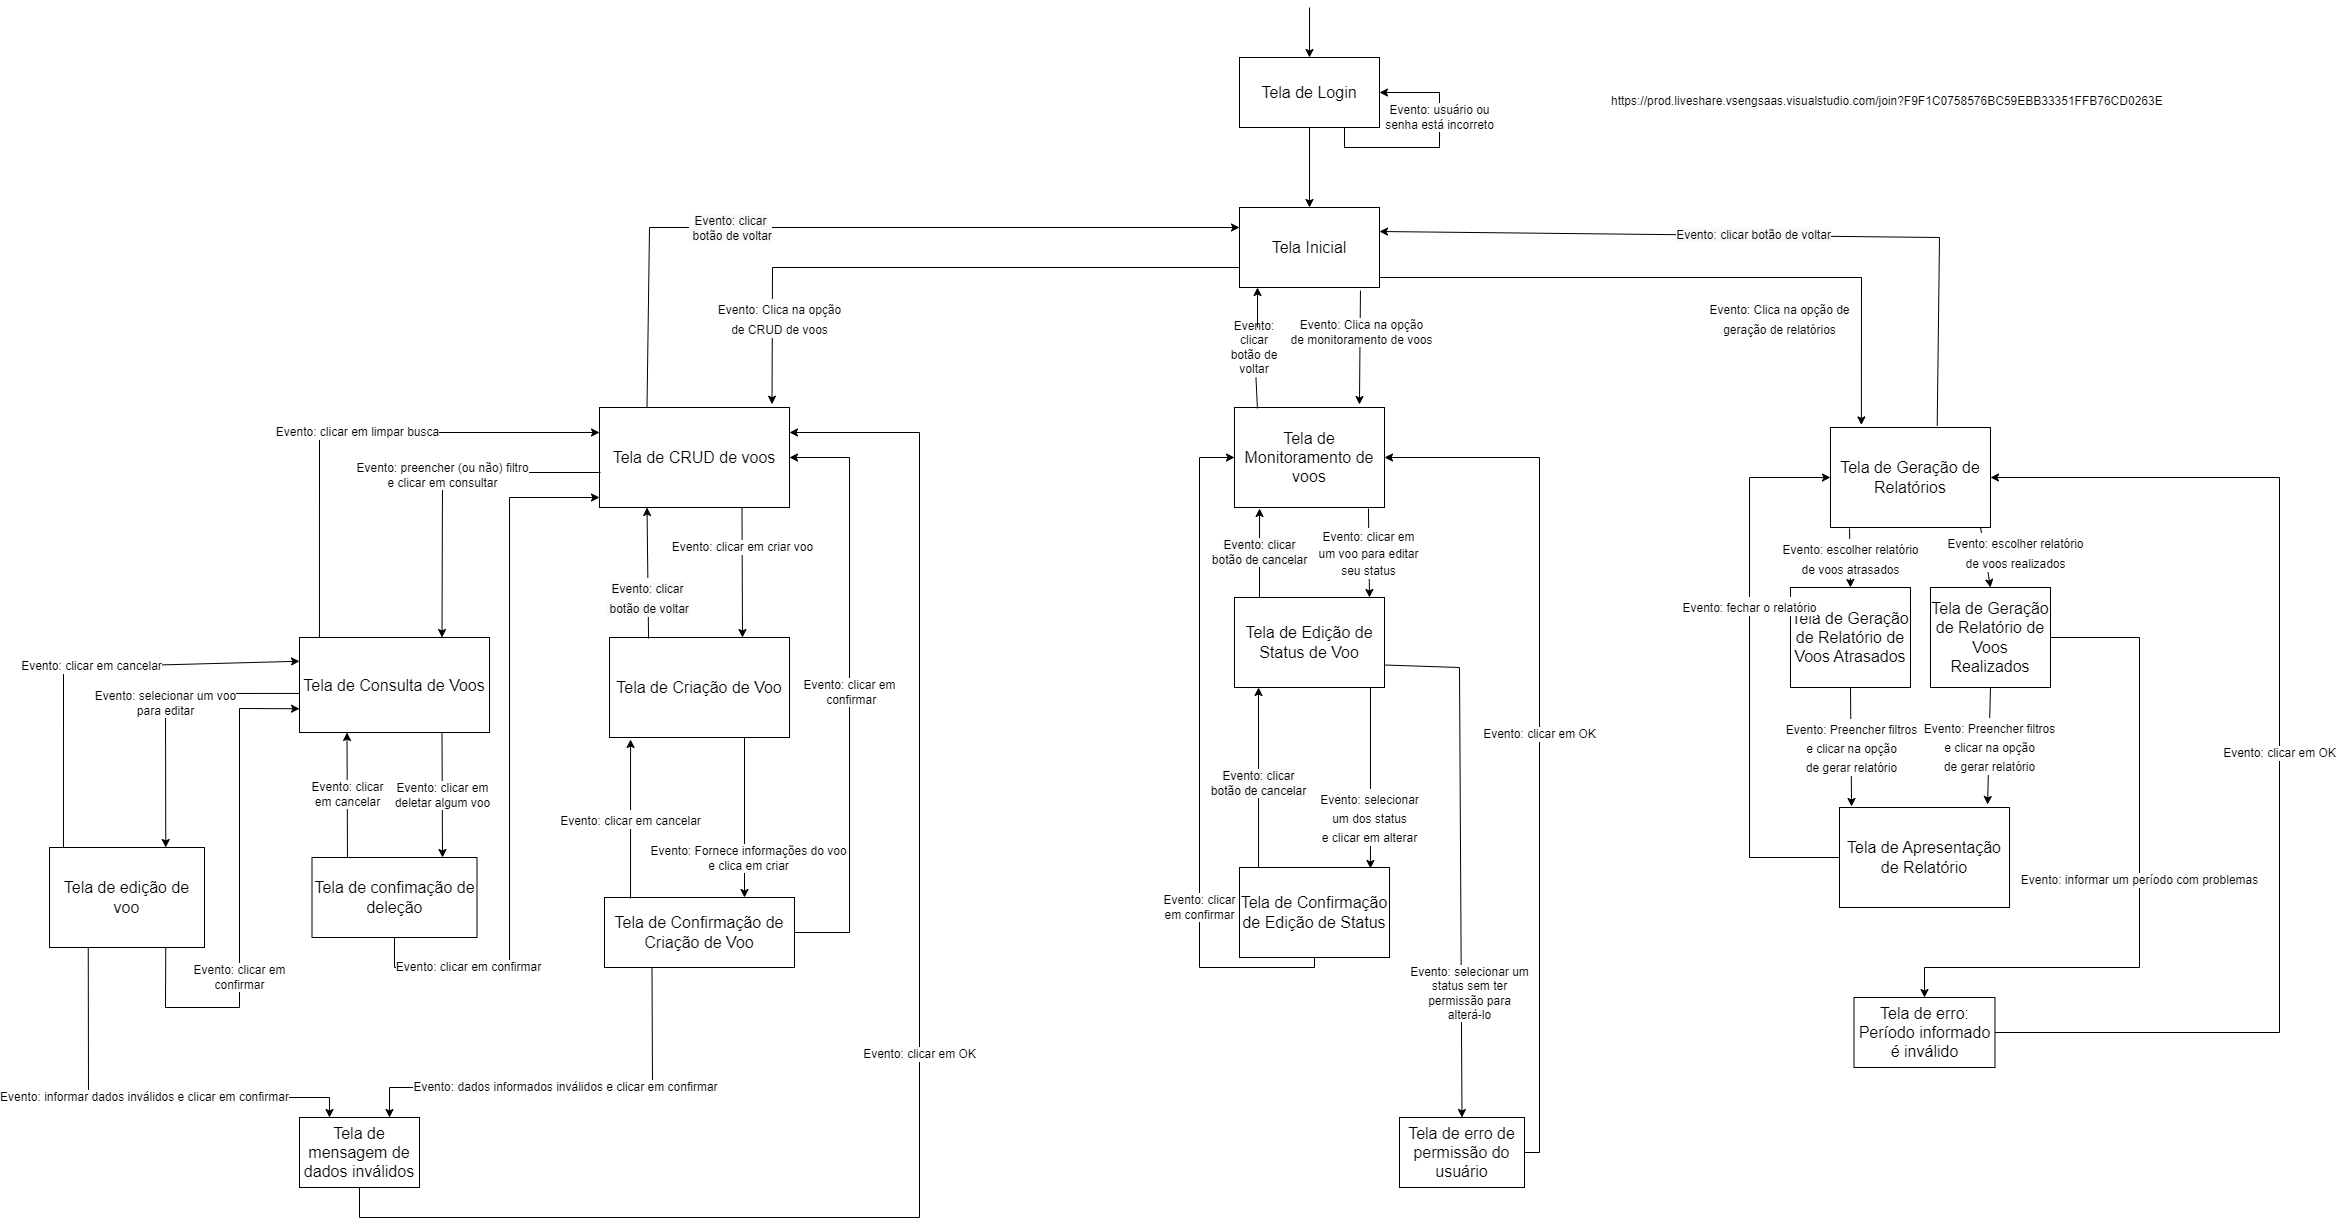 Tela de Login
https://prod.liveshare.vsengsaas.visualstudio.com/join?F9F1C0758576BC59EBB33351FFB76CD0263E
Evento: usuário ou
senha está incorreto
Evento: clicar
botão de voltar
Tela Inicial
Evento: clicar botão de voltar
Evento: Clica na opção
de CRUD de voos
Evento:
clicar
botão de
voltar
Evento: Clica na opção
de monitoramento de voos
Evento: Clica na opção de
geração de relatórios
Evento: clicar em limpar busca
Tela de CRUD de voos
Evento: preencher (ou não) filtro
e clicar em consultar
Tela de
Monitoramento de
voos
Tela de Geração de
Relatórios
Evento: clicar em criar voo
Evento: clicar
botão de voltar
Evento: clicar
botão de cancelar
Evento: clicar em
um voo para editar
seu status
Evento: escolher relatório
de voos atrasados
Evento: escolher relatório
de voos realizados
Evento: fechar o relatório
Tela de Geração
de Relatório de
Voos Atrasados
Tela de Geração
de Relatório de
Voos
Realizados
Evento: clicar em cancelar
Evento: selecionar um voo
para editar
Tela de Consulta de Voos
Tela de Criação de Voo
Evento: clicar em
confirmar
Tela de Edição de
Status de Voo
Evento: clicar em OK
Evento: Preencher filtros
e clicar na opção
de gerar relatório
Evento: Preencher filtros
e clicar na opção
de gerar relatório
Evento: clicar em OK
Evento: clicar
em cancelar
Evento: clicar em
deletar algum voo
Evento: clicar em cancelar
Evento: Fornece informações do voo
e clica em criar
Evento: clicar
botão de cancelar
Evento: selecionar
um dos status
e clicar em alterar
Tela de Apresentação
de Relatório
Evento: informar um período com problemas
Tela de edição de
voo
Tela de confimação de
deleção
Tela de Confirmação de
Criação de Voo
Evento: clicar
em confirmar
Tela de Confirmação
de Edição de Status
Evento: clicar em
confirmar
Evento: clicar em confirmar
Evento: selecionar um
status sem ter
permissão para
alterá-lo
Tela de erro:
Período informado
é inválido
Evento: clicar em OK
Evento: informar dados inválidos e clicar em confirmar
Evento: dados informados inválidos e clicar em confirmar
Tela de
mensagem de
dados inválidos
Tela de erro de
permissão do
usuário